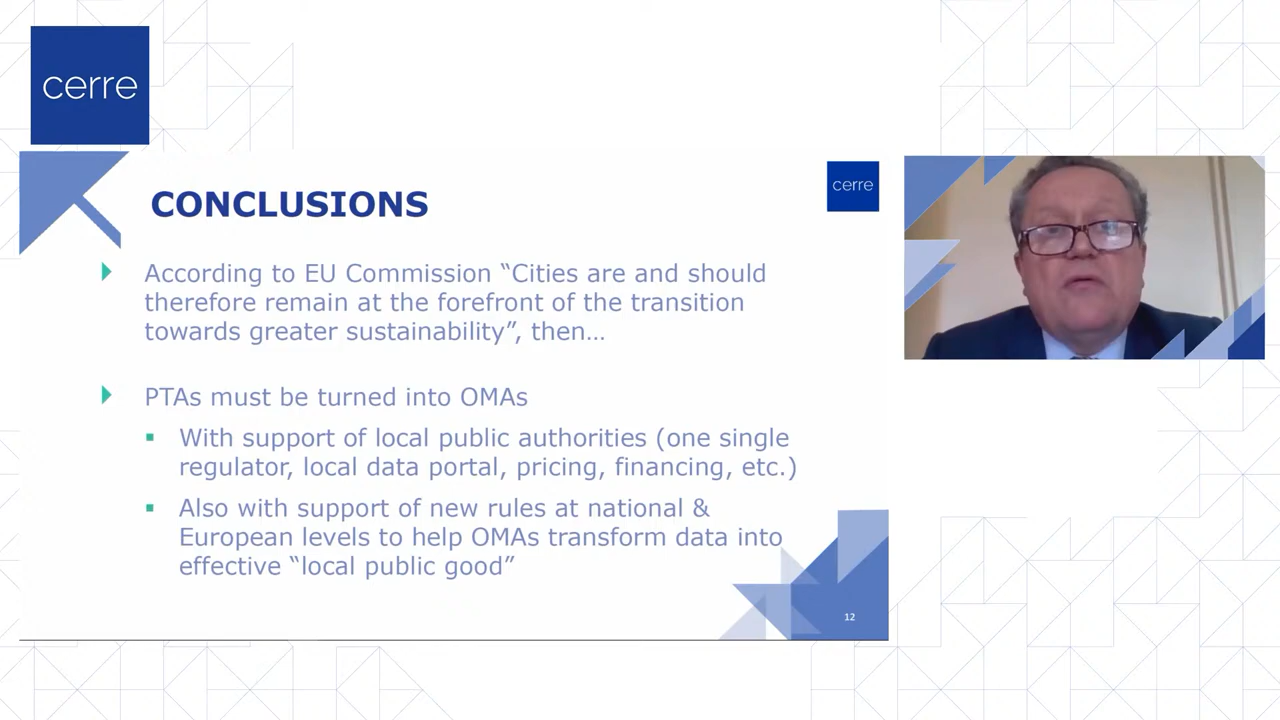 cerre
cerre
CONCLUSIONS
According to EU Commission “Cities are and should
therefore remain at the forefront of the transition
towards greater sustainability”, then…
PTAs must be turned into OMAs
With support of local public authorities (one single
regulator, local data portal, pricing, financing, etc.)
Also with support of new rules at national &
European levels to help OMAs transform data into
effective “local public good”
12